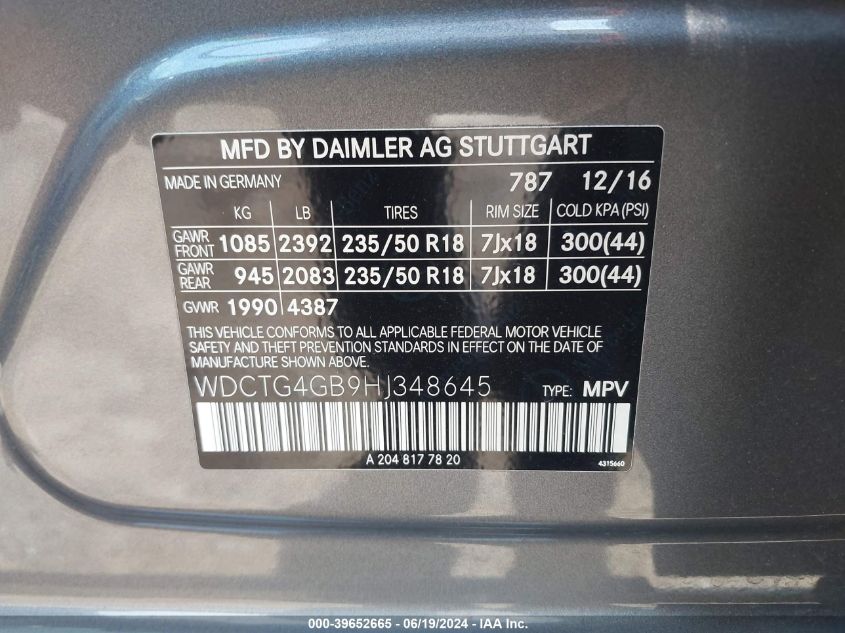 MFD BY DAIMLER AG STUTTGART
MADE IN GERMANY 787 12/16
KG LB TIRES RIM SIZE COLD KPA (PSI)
GAWR FRONT 1085 2392 235/50 R18 7Jx18 300(44)
GAWR REAR 945 2083 235/50 R18 7Jx18 300(44)
GVWR 1990 4387
THIS VEHICLE CONFORMS TO ALL APPLICABLE FEDERAL MOTOR VEHICLE
SAFETY AND THEFT PREVENTION STANDARDS IN EFFECT ON THE DATE OF
MANUFACTURE SHOWN ABOVE.
WDCTG4GB9HJ348645 TYPE: MPV
A 204 817 78 20 4315660
000-39652665 - 06/19/2024 - © IAA Inc.